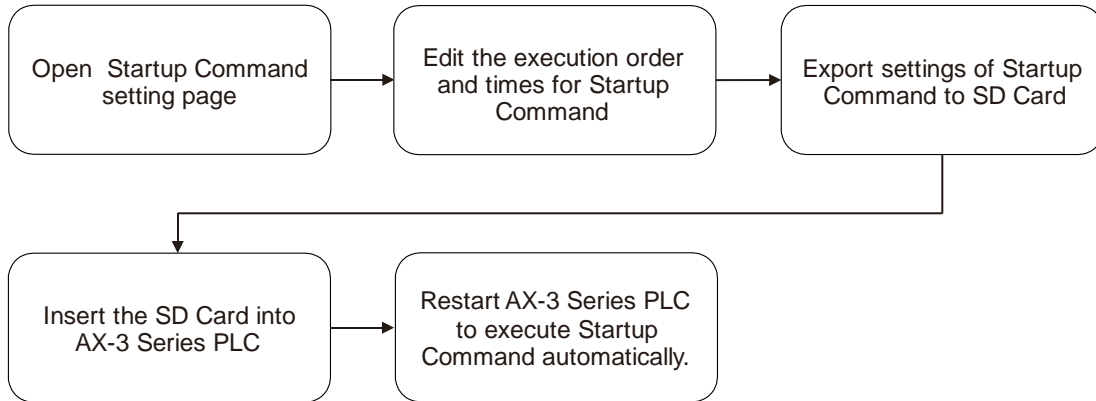 Open  Startup Command
setting page
Edit the execution order
and times for Startup
Command
Export settings of Startup
Command to SD Card
Insert the SD Card into
AX-3 Series PLC
Restart AX-3 Series PLC
to execute Startup
Command automatically.